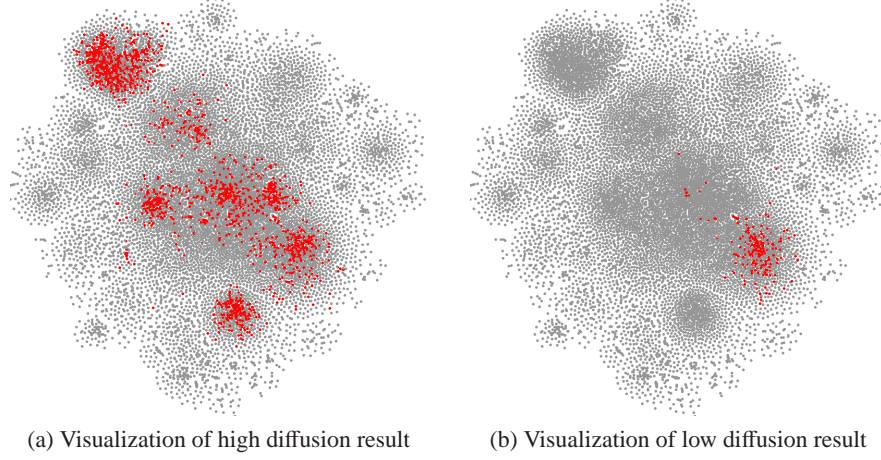 (a) Visualization of high diffusion result
(b) Visualization of low diffusion result